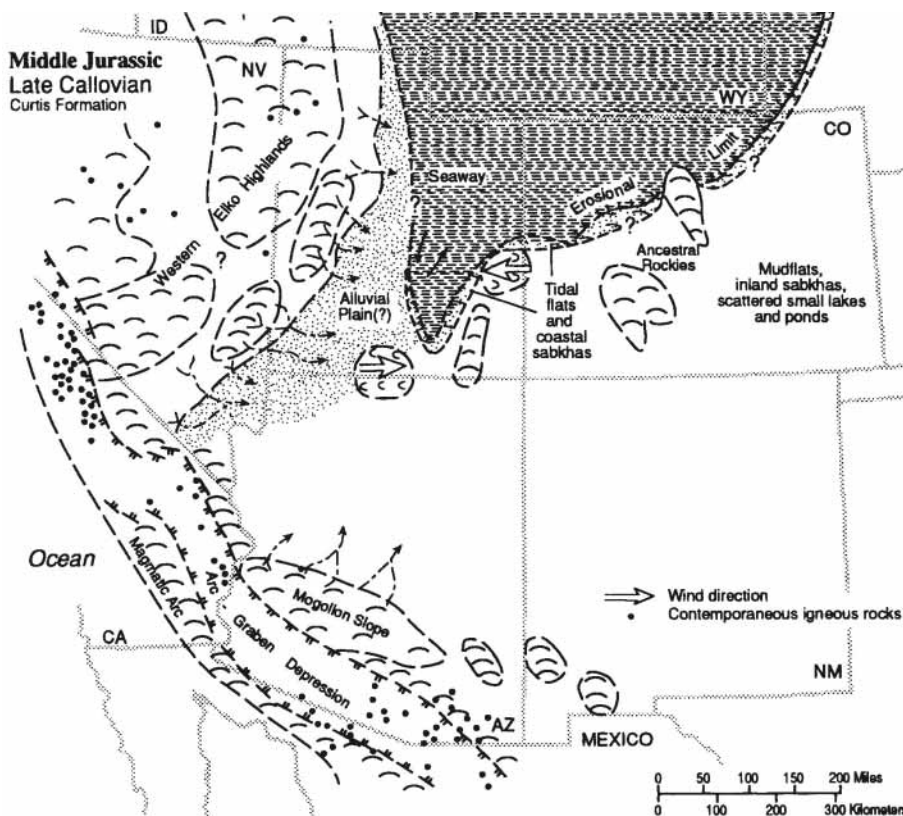 ID
Middle Jurassic
Late Callovian
Curtis Formation
NV
WY
CO
Elko Highlands
Seaway
?
Limit
Erosional
?
?
Western
?
Ancestral
Rockies
Mudflats,
inland sabkhas,
scattered small lakes
and ponds
Alluvial
Plain(?)
Tidal
flats
and
coastal
sabkhas
Ocean
Magmatic Arc
Arc
Graben
Depression
Mogollon Slope
Wind direction
Contemporaneous igneous rocks
CA
NM
AZ
MEXICO
0 50 100 150 200 Miles
0 100 200 300 Kilometers